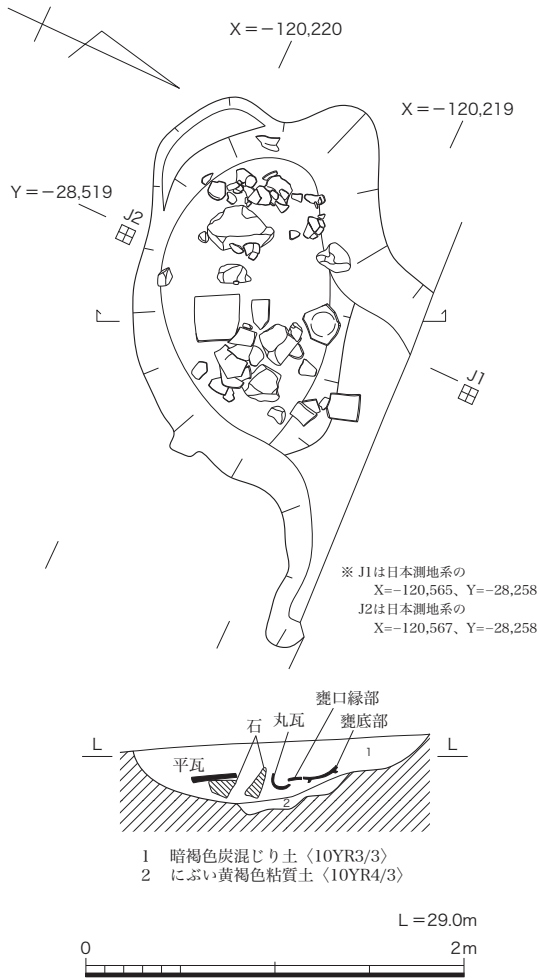 X=−120,220
X=−120,219
Y=−28,519
J2
J1
※ J1は日本測地系の
X=−120,565、Y=−28,258
J2は日本測地系の
X=−120,567、Y=−28,258
甕口縁部
石 丸瓦 甕底部
L 平瓦 1 L
2
1 暗褐色炭混じり土〈10YR3/3〉
2 にぶい黄褐色粘質土〈10YR4/3〉
L=29.0m
0 2m